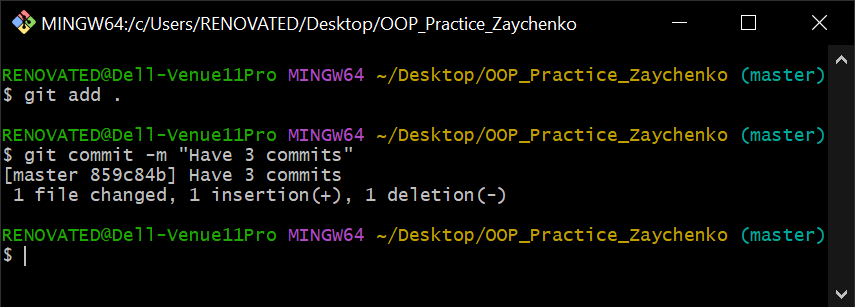 MINGW64:/c/Users/RENOVATED/Desktop/OOP_Practice_Zaychenko
RENOVATED@Dell-Venue11Pro MINGW64 ~/Desktop/OOP_Practice_Zaychenko (master)
$ git add .
RENOVATED@Dell-Venue11Pro MINGW64 ~/Desktop/OOP_Practice_Zaychenko (master)
$ git commit -m "Have 3 commits"
[master 859c84b] Have 3 commits
 1 file changed, 1 insertion(+), 1 deletion(-)
RENOVATED@Dell-Venue11Pro MINGW64 ~/Desktop/OOP_Practice_Zaychenko (master)
$